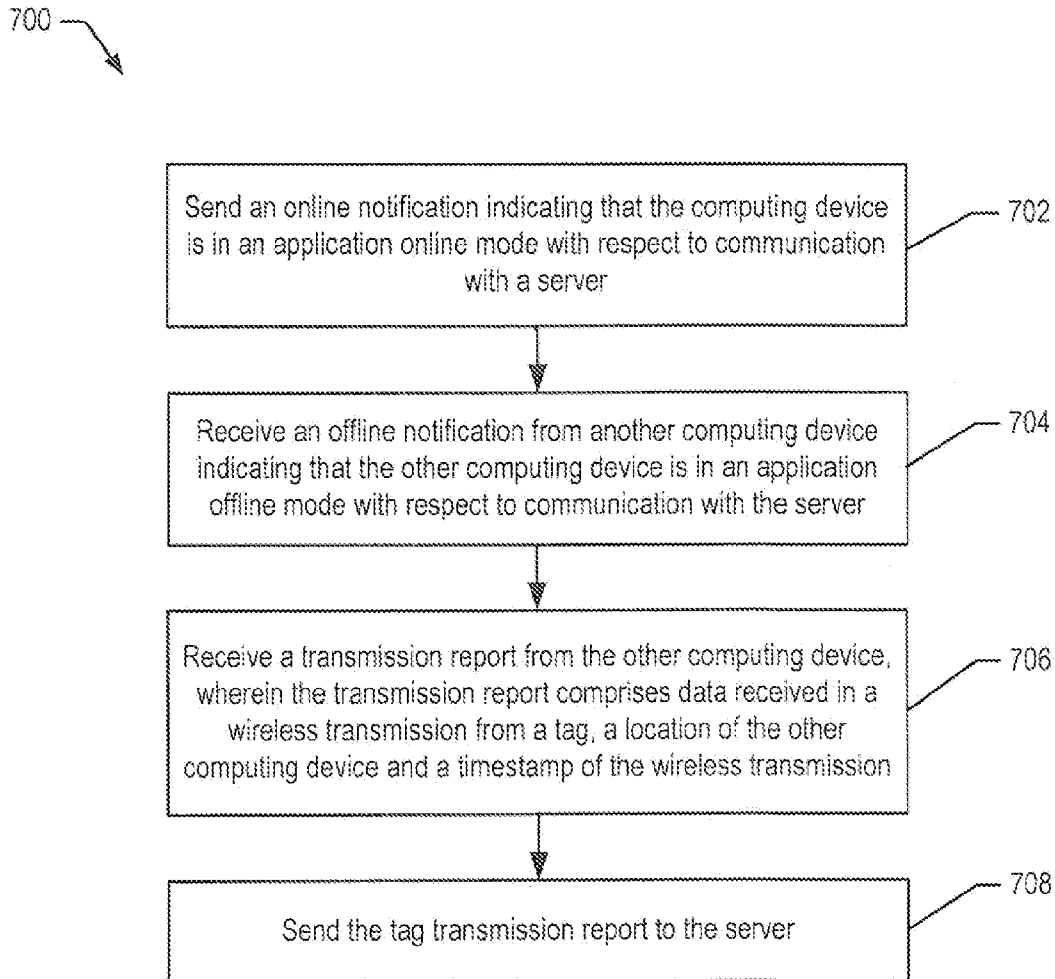 700
Send an online notification indicating that the computing device
is in an application online mode with respect to communication
with a server
702
Receive an offline notification from another computing device
indicating that the other computing device is in an application
offline mode with respect to communication with the server
704
Receive a transmission report from the other computing device,
wherein the transmission report comprises data received in a
wireless transmission from a tag, a location of the other
computing device and a timestamp of the wireless transmission
706
Send the tag transmission report to the server
708